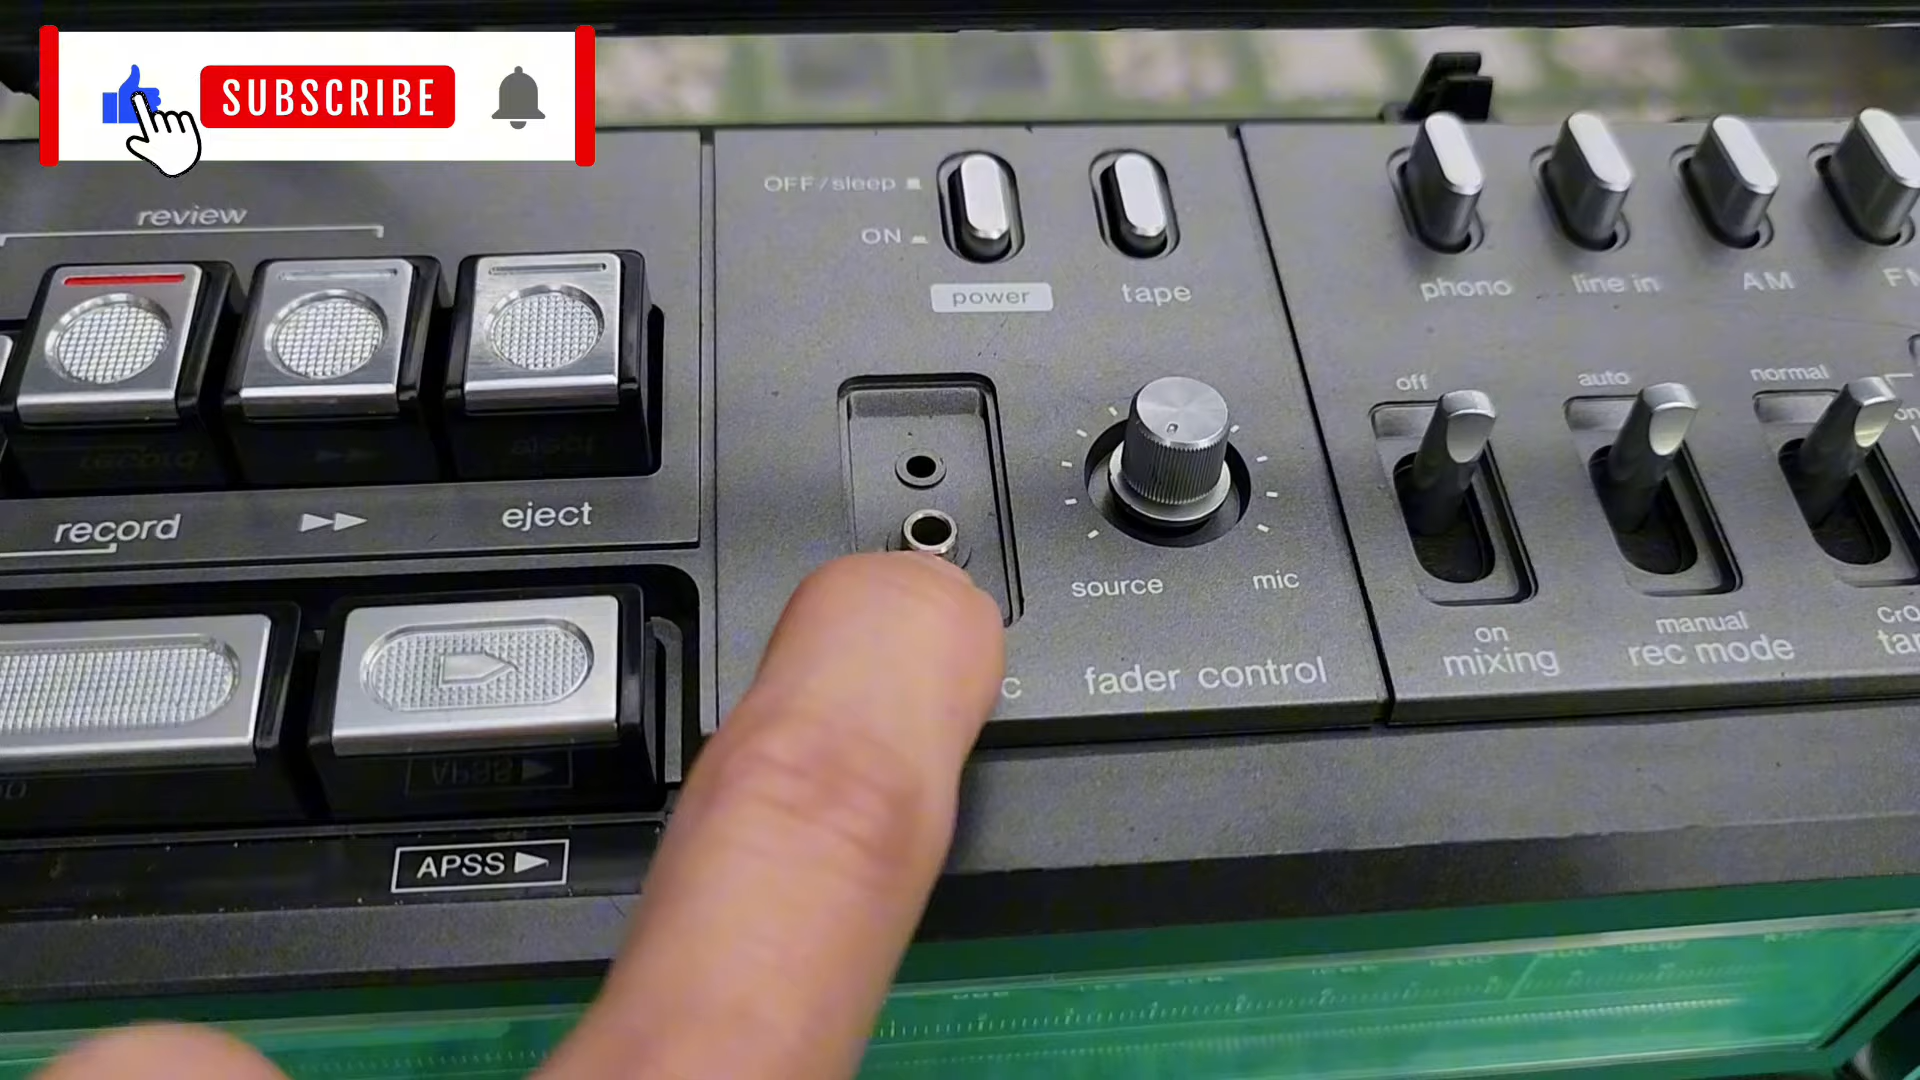 SUBSCRIBE
review
OFF/sleep
ON
power
tape
phono
line in
AM
FM
off
auto
normal
record
eject
source
mic
on
manual
mixing
rec mode
fader control
APSS